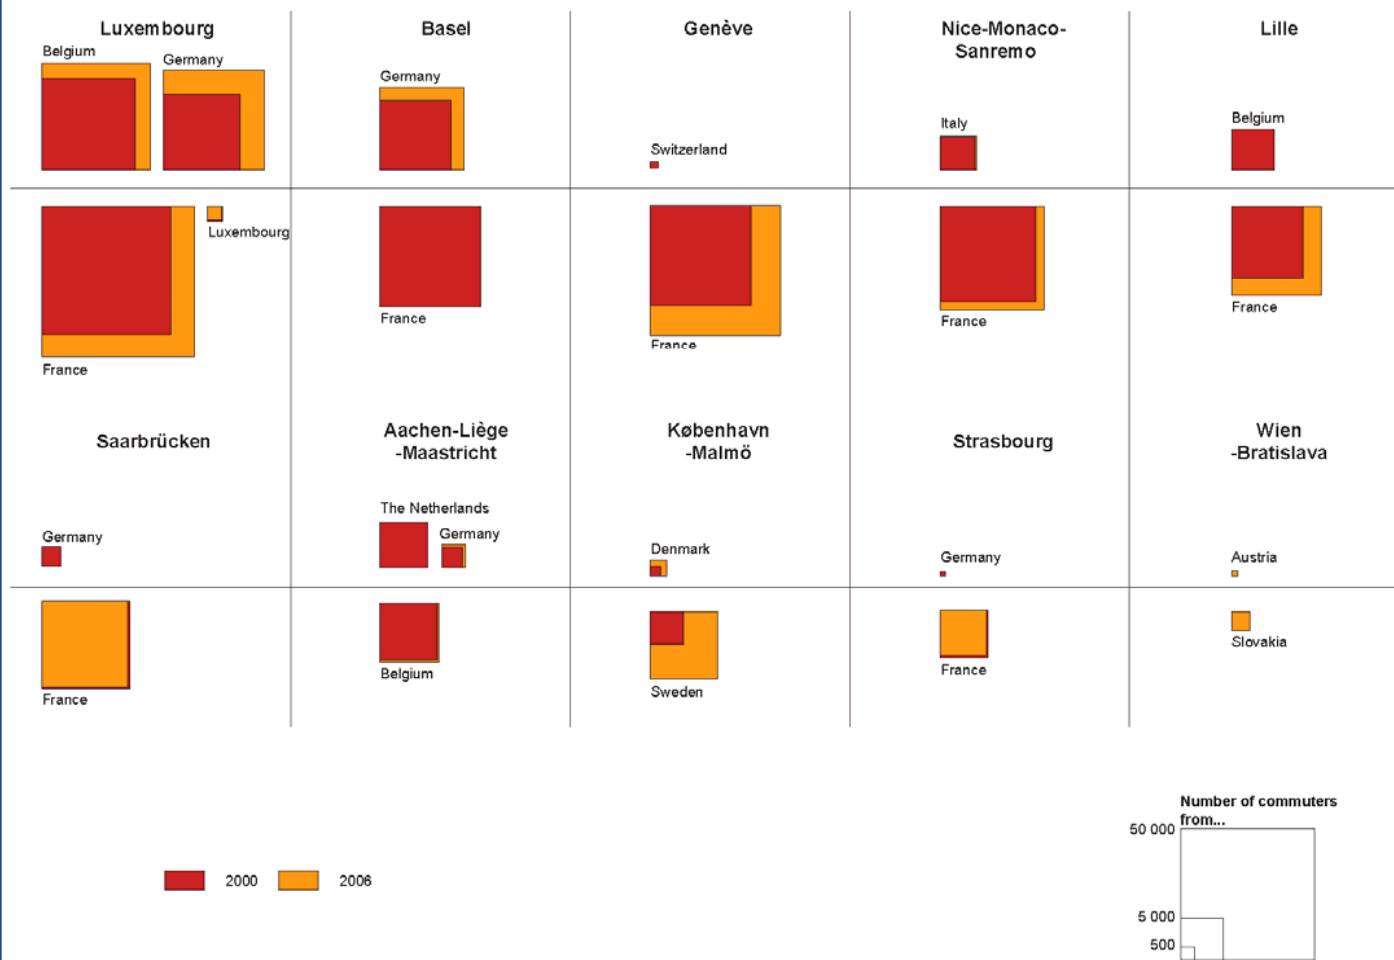 Luxembourg
Basel
Genève
Nice-Monaco-
Sanremo
Lille
Belgium
Germany
Germany
Switzerland
Italy
Belgium
Luxembourg
France
France
France
France
France
Saarbrücken
Aachen-Liège
-Maastricht
København
-Malmö
Strasbourg
Wien
-Bratislava
Germany
The Netherlands
Germany
Denmark
Germany
Austria
France
Belgium
Sweden
France
Slovakia
Number of commuters
from...
50 000
5 000
500
2000
2006